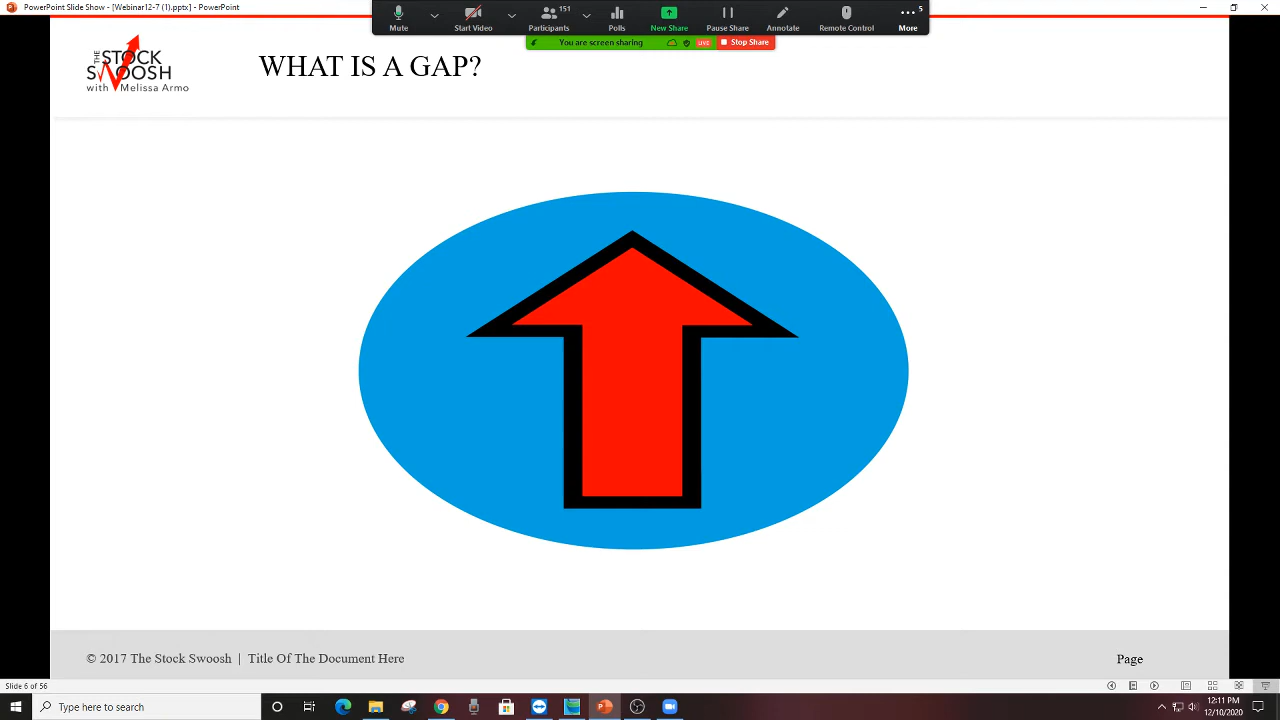 PowerPoint Slide Show - [Webinar12-7 (1).pptx] - PowerPoint
151
5
Mute
Start Video
Participants
Polls
New Share
Pause Share
Annotate
Remote Control
More
You are screen sharing
LIVE
Stop Share
THE
STOCK
SWOOSH
with Melissa Armo
WHAT IS A GAP?
© 2017 The Stock Swoosh | Title Of The Document Here
Page
Slide 6 of 56
Type here to search
12:11 PM
12/10/2020